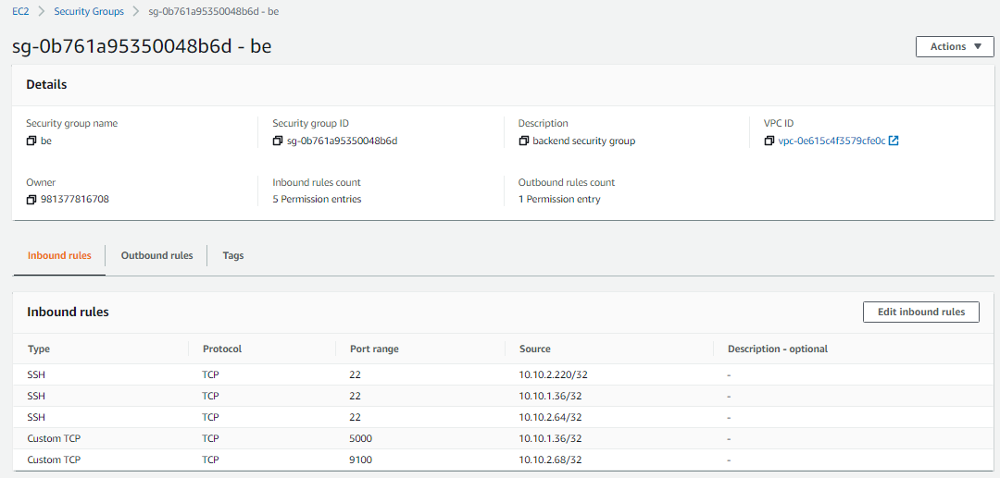 EC2 > Security Groups > sg-0b761a95350048b6d - be
sg-0b761a95350048b6d - be
Actions ▼
Details
Security group name Security group ID Description VPC ID
be sg-0b761a95350048b6d backend security group vpc-0e615c4f3579cfe0c
Owner Inbound rules count Outbound rules count
981377816708 5 Permission entries 1 Permission entry
Inbound rules Outbound rules Tags
Inbound rules Edit inbound rules
Type Protocol Port range Source Description - optional
SSH TCP 22 10.10.2.220/32 -
SSH TCP 22 10.10.1.36/32 -
SSH TCP 22 10.10.2.64/32 -
Custom TCP TCP 5000 10.10.1.36/32 -
Custom TCP TCP 9100 10.10.2.68/32 -